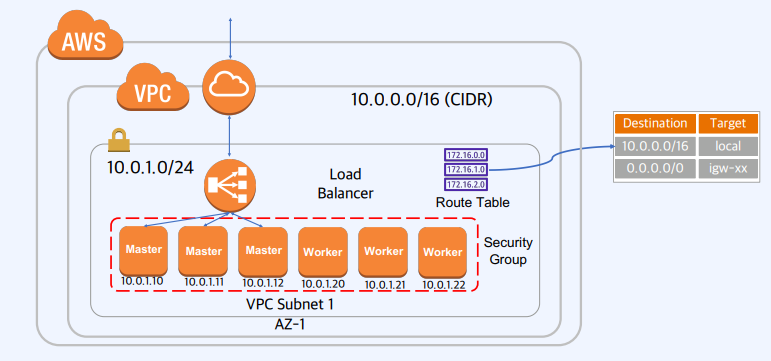 AWS
VPC
10.0.0.0/16 (CIDR)
Destination Target
10.0.0.0/16 local
0.0.0.0/0 igw-xx
10.0.1.0/24
Load
Balancer
172.16.0.0
172.16.1.0
172.16.2.0
Route Table
Master Master Master Worker Worker Worker
10.0.1.10 10.0.1.11 10.0.1.12 10.0.1.20 10.0.1.21 10.0.1.22
Security
Group
VPC Subnet 1
AZ-1